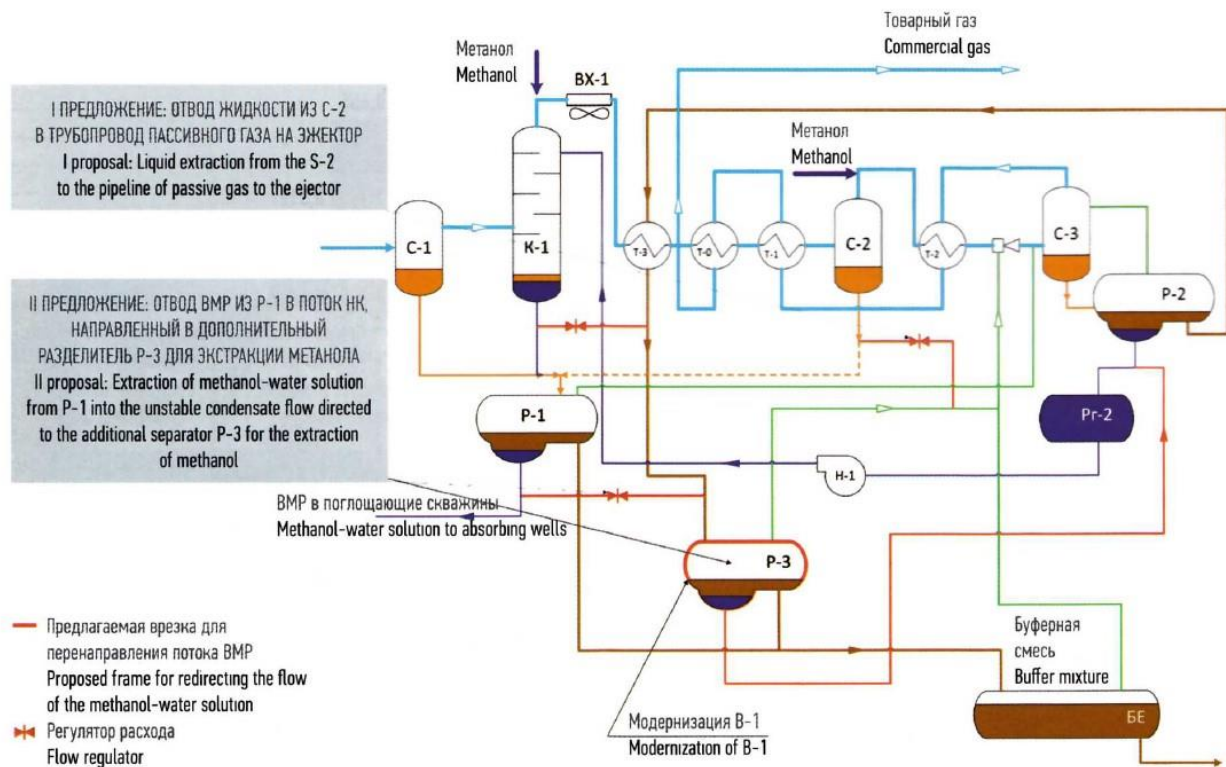 Товарный газ
Commercial gas
Метанол
Methanol
ВХ-1
I ПРЕДЛОЖЕНИЕ: ОТВОД ЖИДКОСТИ ИЗ С-2
В ТРУБОПРОВОД ПАССИВНОГО ГАЗА НА ЭЖЕКТОР
I proposal: Liquid extraction from the S-2
to the pipeline of passive gas to the ejector
Метанол
Methanol
С-1
К-1
Т-3
Т-0
Т-1
С-2
Т-2
С-3
Р-2
II ПРЕДЛОЖЕНИЕ: ОТВОД ВМР ИЗ Р-1 В ПОТОК НК,
НАПРАВЛЕННЫЙ В ДОПОЛНИТЕЛЬНЫЙ
РАЗДЕЛИТЕЛЬ Р-3 ДЛЯ ЭКСТРАКЦИИ МЕТАНОЛА
II proposal: Extraction of methanol-water solution
from P-1 into the unstable condensate flow directed
to the additional separator P-3 for the extraction
of methanol
Р-1
Рг-2
Н-1
ВМР в поглощающие скважины
Methanol-water solution to absorbing wells
Р-3
Предлагаемая врезка для
перенаправления потока ВМР
Proposed frame for redirecting the flow
of the methanol-water solution
Регулятор расхода
Flow regulator
Модернизация В-1
Modernization of B-1
Буферная
смесь
Buffer mixture
БЕ